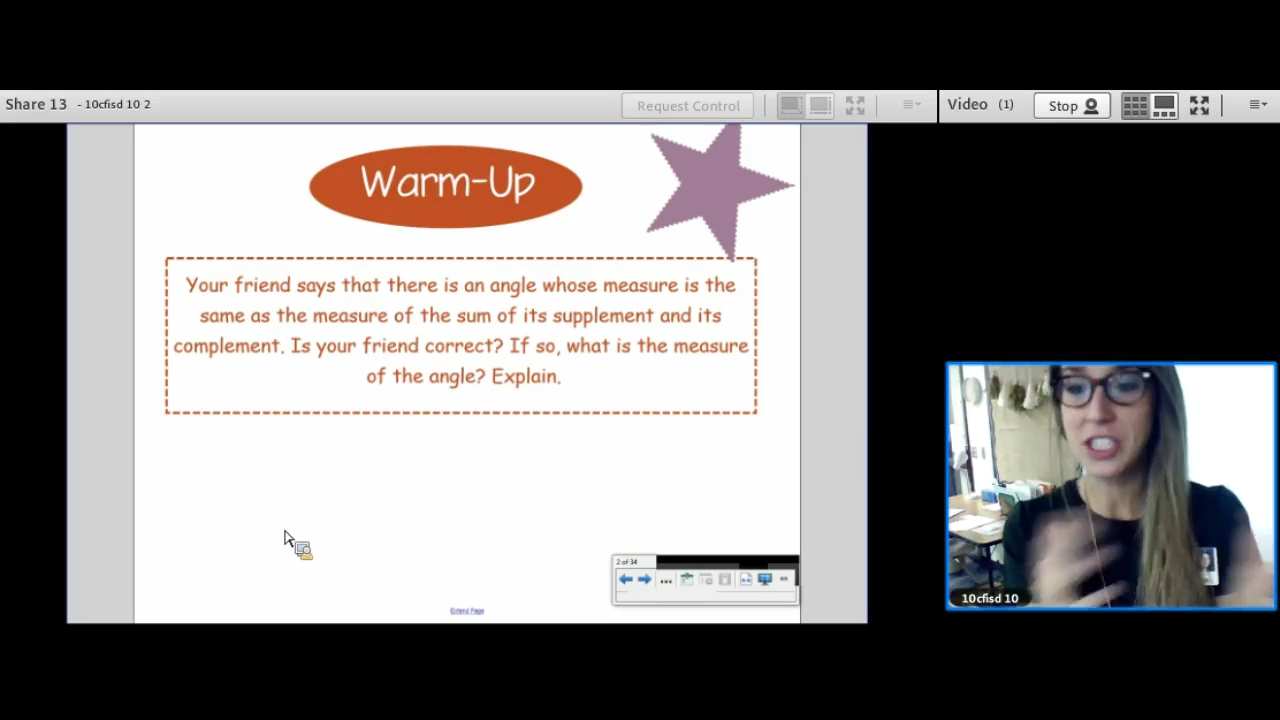 Share 13 - 10cfisd 10 2
Request Control
Video (1)
Stop
Warm-Up
Your friend says that there is an angle whose measure is the
same as the measure of the sum of its supplement and its
complement. Is your friend correct? If so, what is the measure
of the angle? Explain.
2 of 34
Extend Page
10cfisd 10